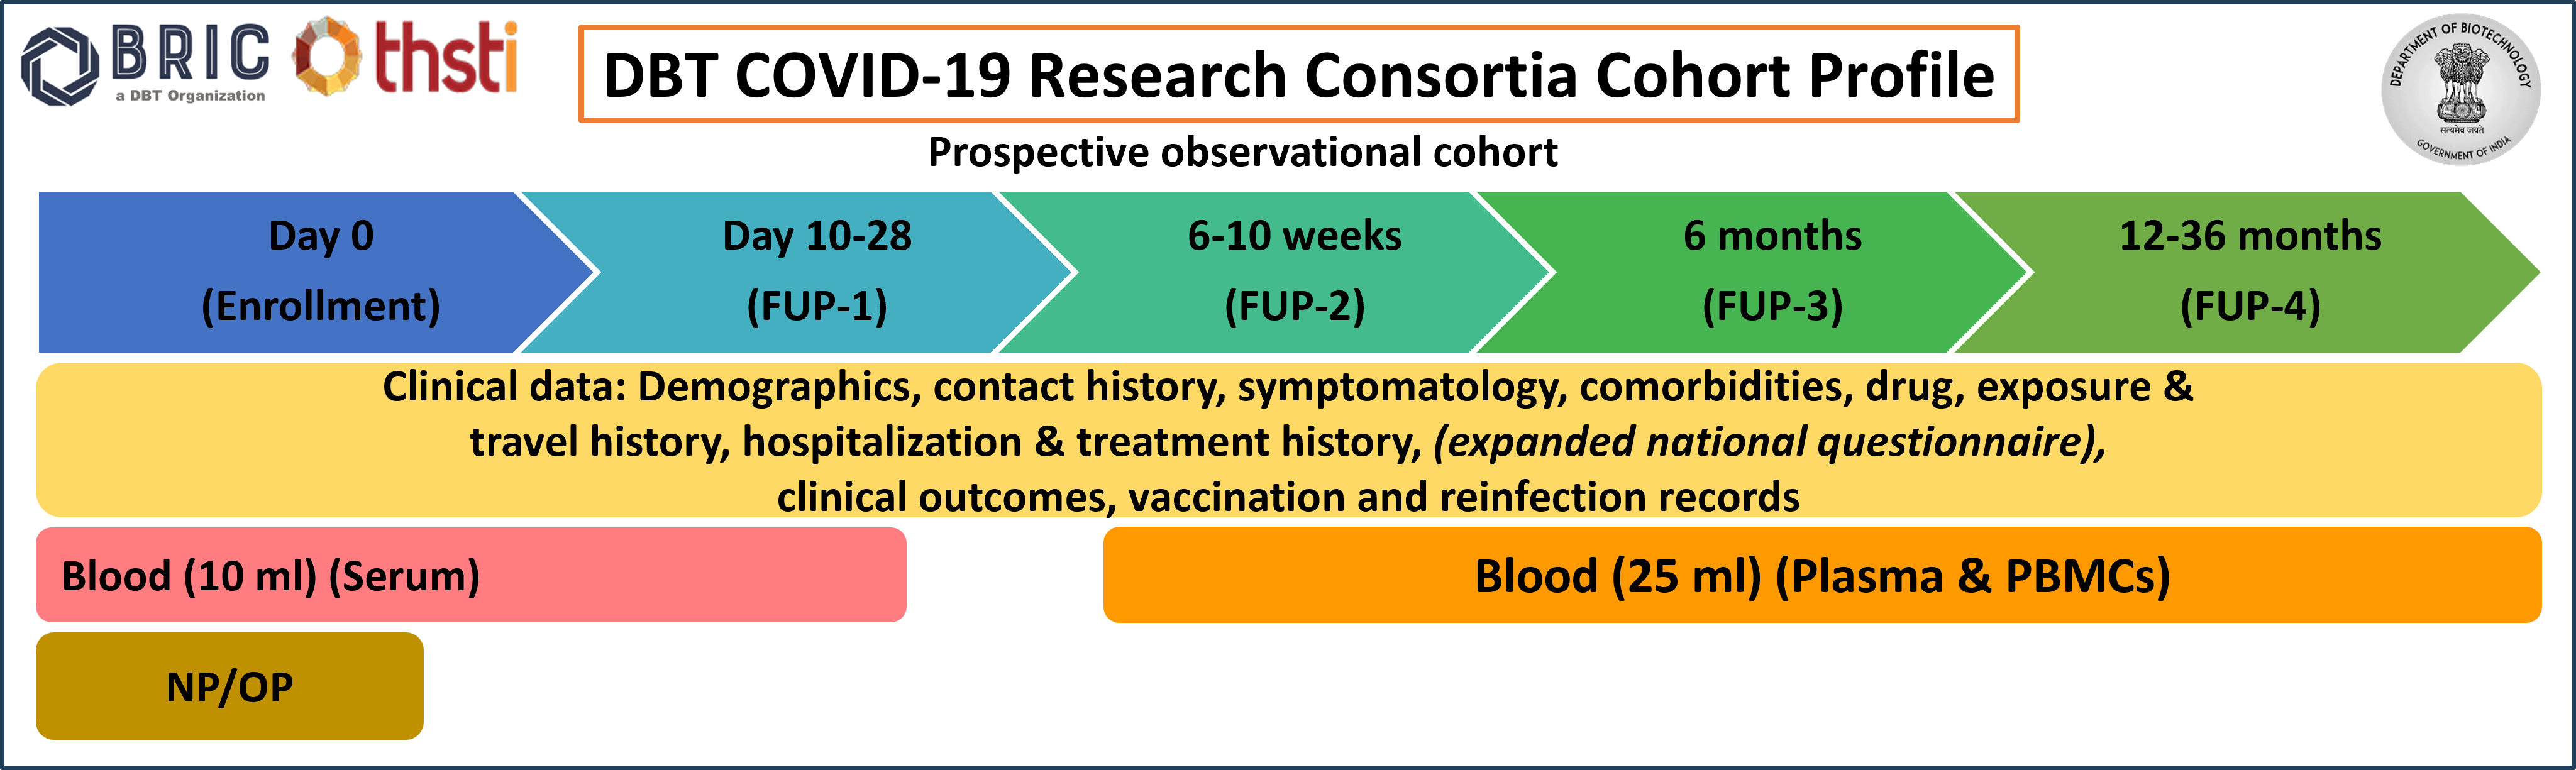 BRIC
a DBT Organization
thsti
DBT COVID-19 Research Consortia Cohort Profile
DEPARTMENT OF BIOTECHNOLOGY
सत्यमेव जयते
GOVERNMENT OF INDIA
Prospective observational cohort
Day 0
(Enrollment)
Day 10-28
(FUP-1)
6-10 weeks
(FUP-2)
6 months
(FUP-3)
12-36 months
(FUP-4)
Clinical data: Demographics, contact history, symptomatology, comorbidities, drug, exposure &
travel history, hospitalization & treatment history, (expanded national questionnaire),
clinical outcomes, vaccination and reinfection records
Blood (10 ml) (Serum)
Blood (25 ml) (Plasma & PBMCs)
NP/OP